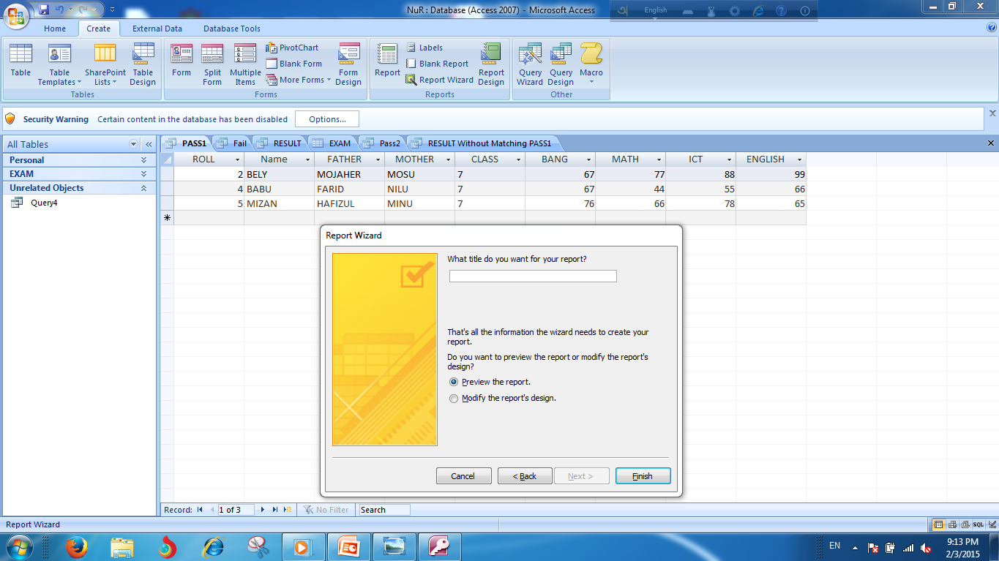 NuR : Database (Access 2007) - Microsoft Access
English
Home Create External Data Database Tools
Table
Table Templates
SharePoint Lists
Table Design
Tables
Form
Split Form
Multiple Items
PivotChart
Blank Form
More Forms
Form Design
Forms
Report
Labels
Blank Report
Report Wizard
Report Design
Reports
Query Wizard
Query Design
Macro
Other
Security Warning Certain content in the database has been disabled Options...
All Tables
Personal
EXAM
Unrelated Objects
Query4
PASS1 Fail RESULT EXAM Pass2 RESULT Without Matching PASS1
ROLL Name FATHER MOTHER CLASS BANG MATH ICT ENGLISH
2 BELY MOJAHER MOSU 7 67 77 88 99
4 BABU FARID NILU 7 67 44 55 66
5 MIZAN HAFIZUL MINU 7 76 66 78 65
Report Wizard
What title do you want for your report?
That's all the information the wizard needs to create your
report.
Do you want to preview the report or modify the report's
design?
Preview the report.
Modify the report's design.
Cancel < Back Next > Finish
Record: 1 of 3 No Filter Search
Report Wizard
SQL
EN
9:13 PM
2/3/2015